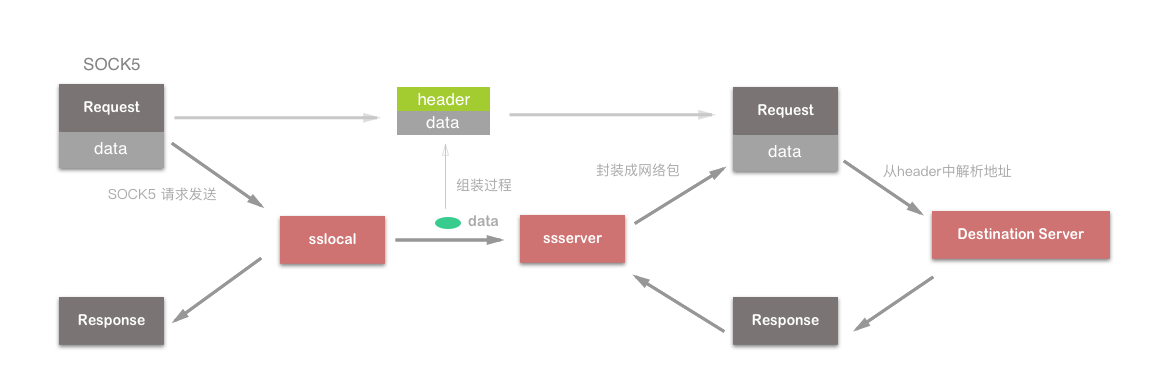 SOCK5
Request
data
header
data
Request
data
SOCK5 请求发送
组装过程
封装成网络包
从header中解析地址
sslocal
data
ssserver
Destination Server
Response
Response